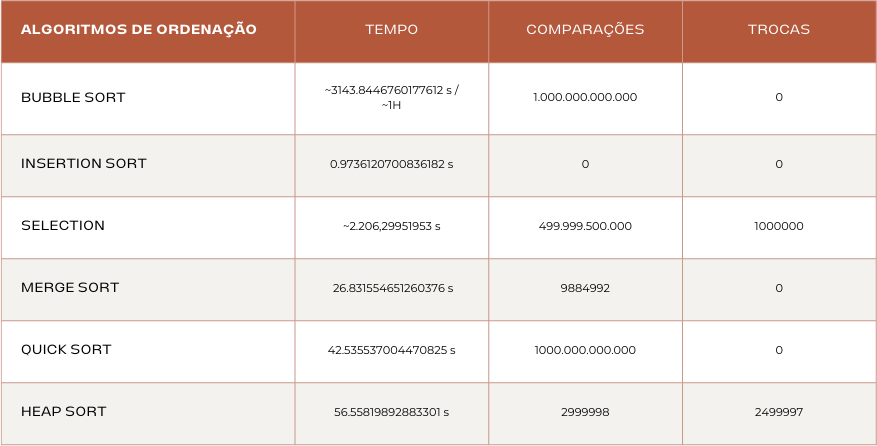 ALGORITMOS DE ORDENAÇÃO TEMPO COMPARAÇÕES TROCAS
BUBBLE SORT ~3143.8446760177612 s / ~1H 1.000.000.000.000 0
INSERTION SORT 0.9736120700836182 s 0 0
SELECTION ~2.206,29951953 s 499.999.500.000 1000000
MERGE SORT 26.831554651260376 s 9884992 0
QUICK SORT 42.535537004470825 s 1000.000.000.000 0
HEAP SORT 56.55819892883301 s 2999998 2499997